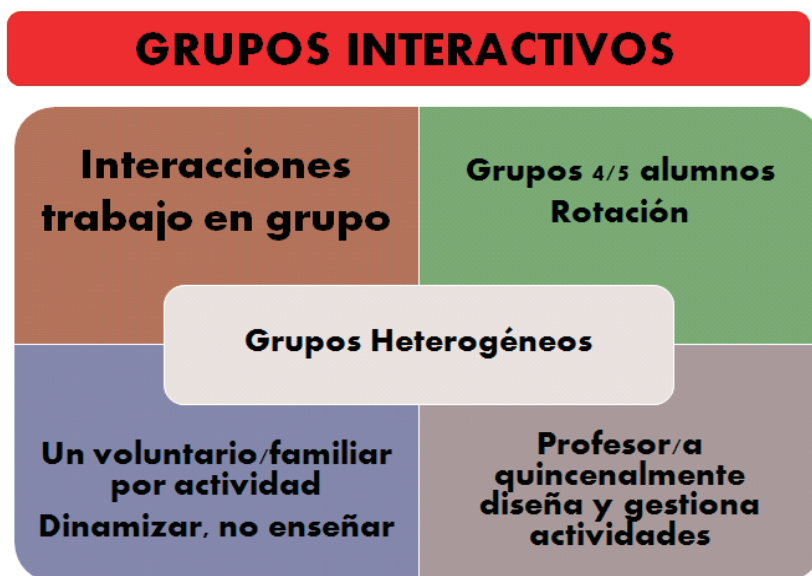 GRUPOS INTERACTIVOS
Interacciones
trabajo en grupo
Grupos 4/5 alumnos
Rotación
Grupos Heterogéneos
Un voluntario/familiar
por actividad
Dinamizar, no enseñar
Profesor/a
quincenalmente
diseña y gestiona
actividades